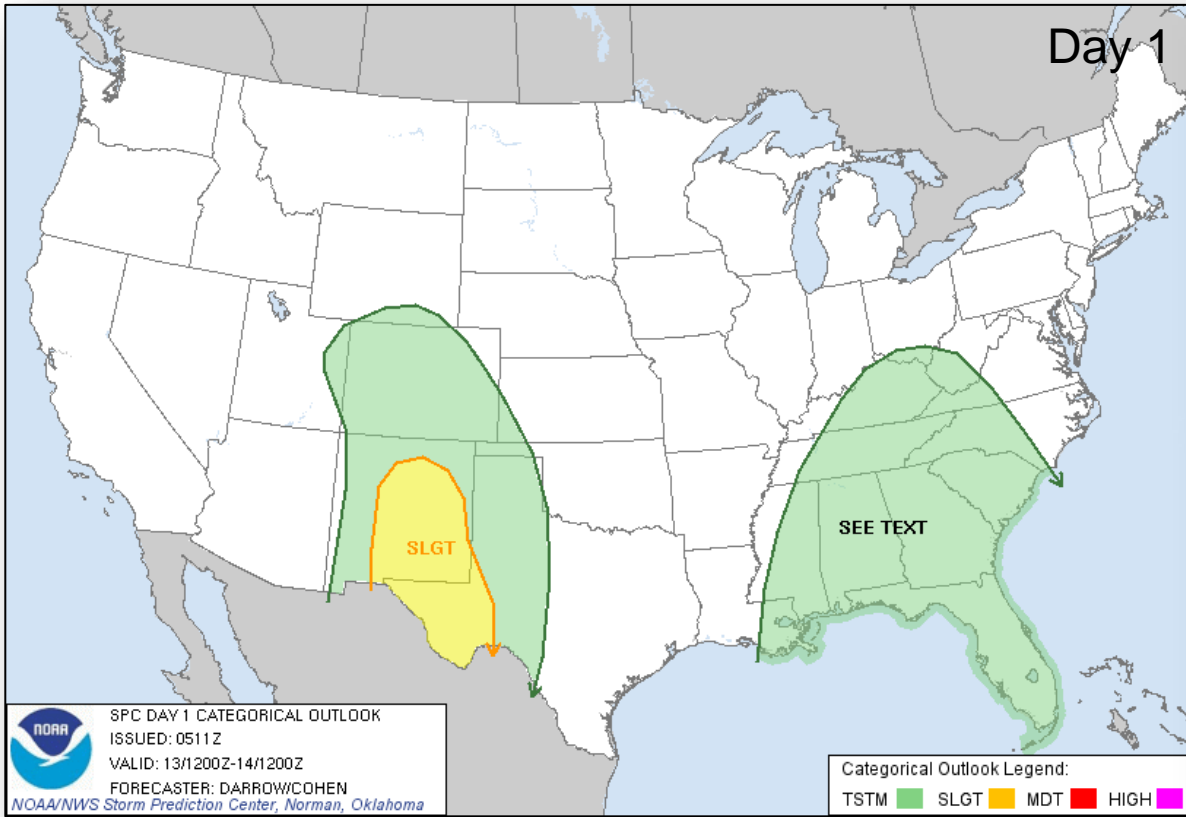 Day 1
SLGT
SEE TEXT
NOAA
SPC DAY 1 CATEGORICAL OUTLOOK
ISSUED: 0511Z
VALID: 13/1200Z-14/1200Z
FORECASTER: DARROW/COHEN
NOAA/NWS Storm Prediction Center, Norman, Oklahoma
Categorical Outlook Legend:
TSTM SLGT MDT HIGH